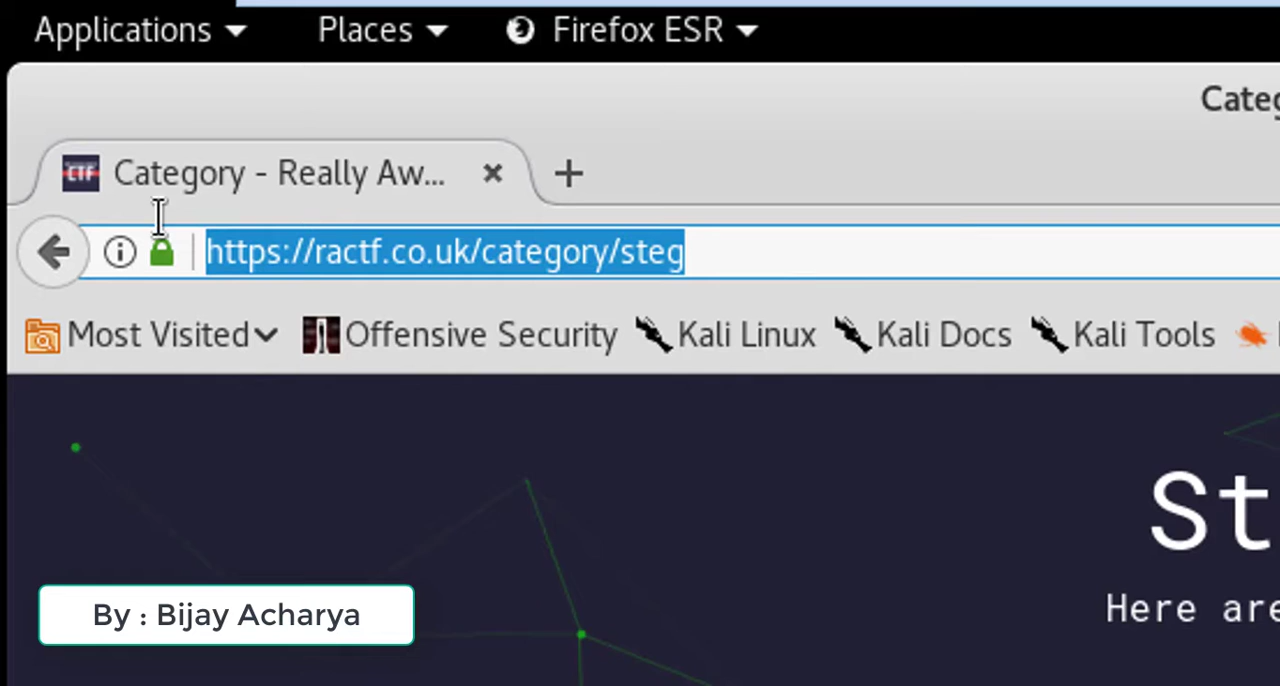 Applications Places Firefox ESR
Categ
CTF Category - Really Aw...
https://ractf.co.uk/category/steg
Most Visited Offensive Security Kali Linux Kali Docs Kali Tools
St
Here are
By : Bijay Acharya